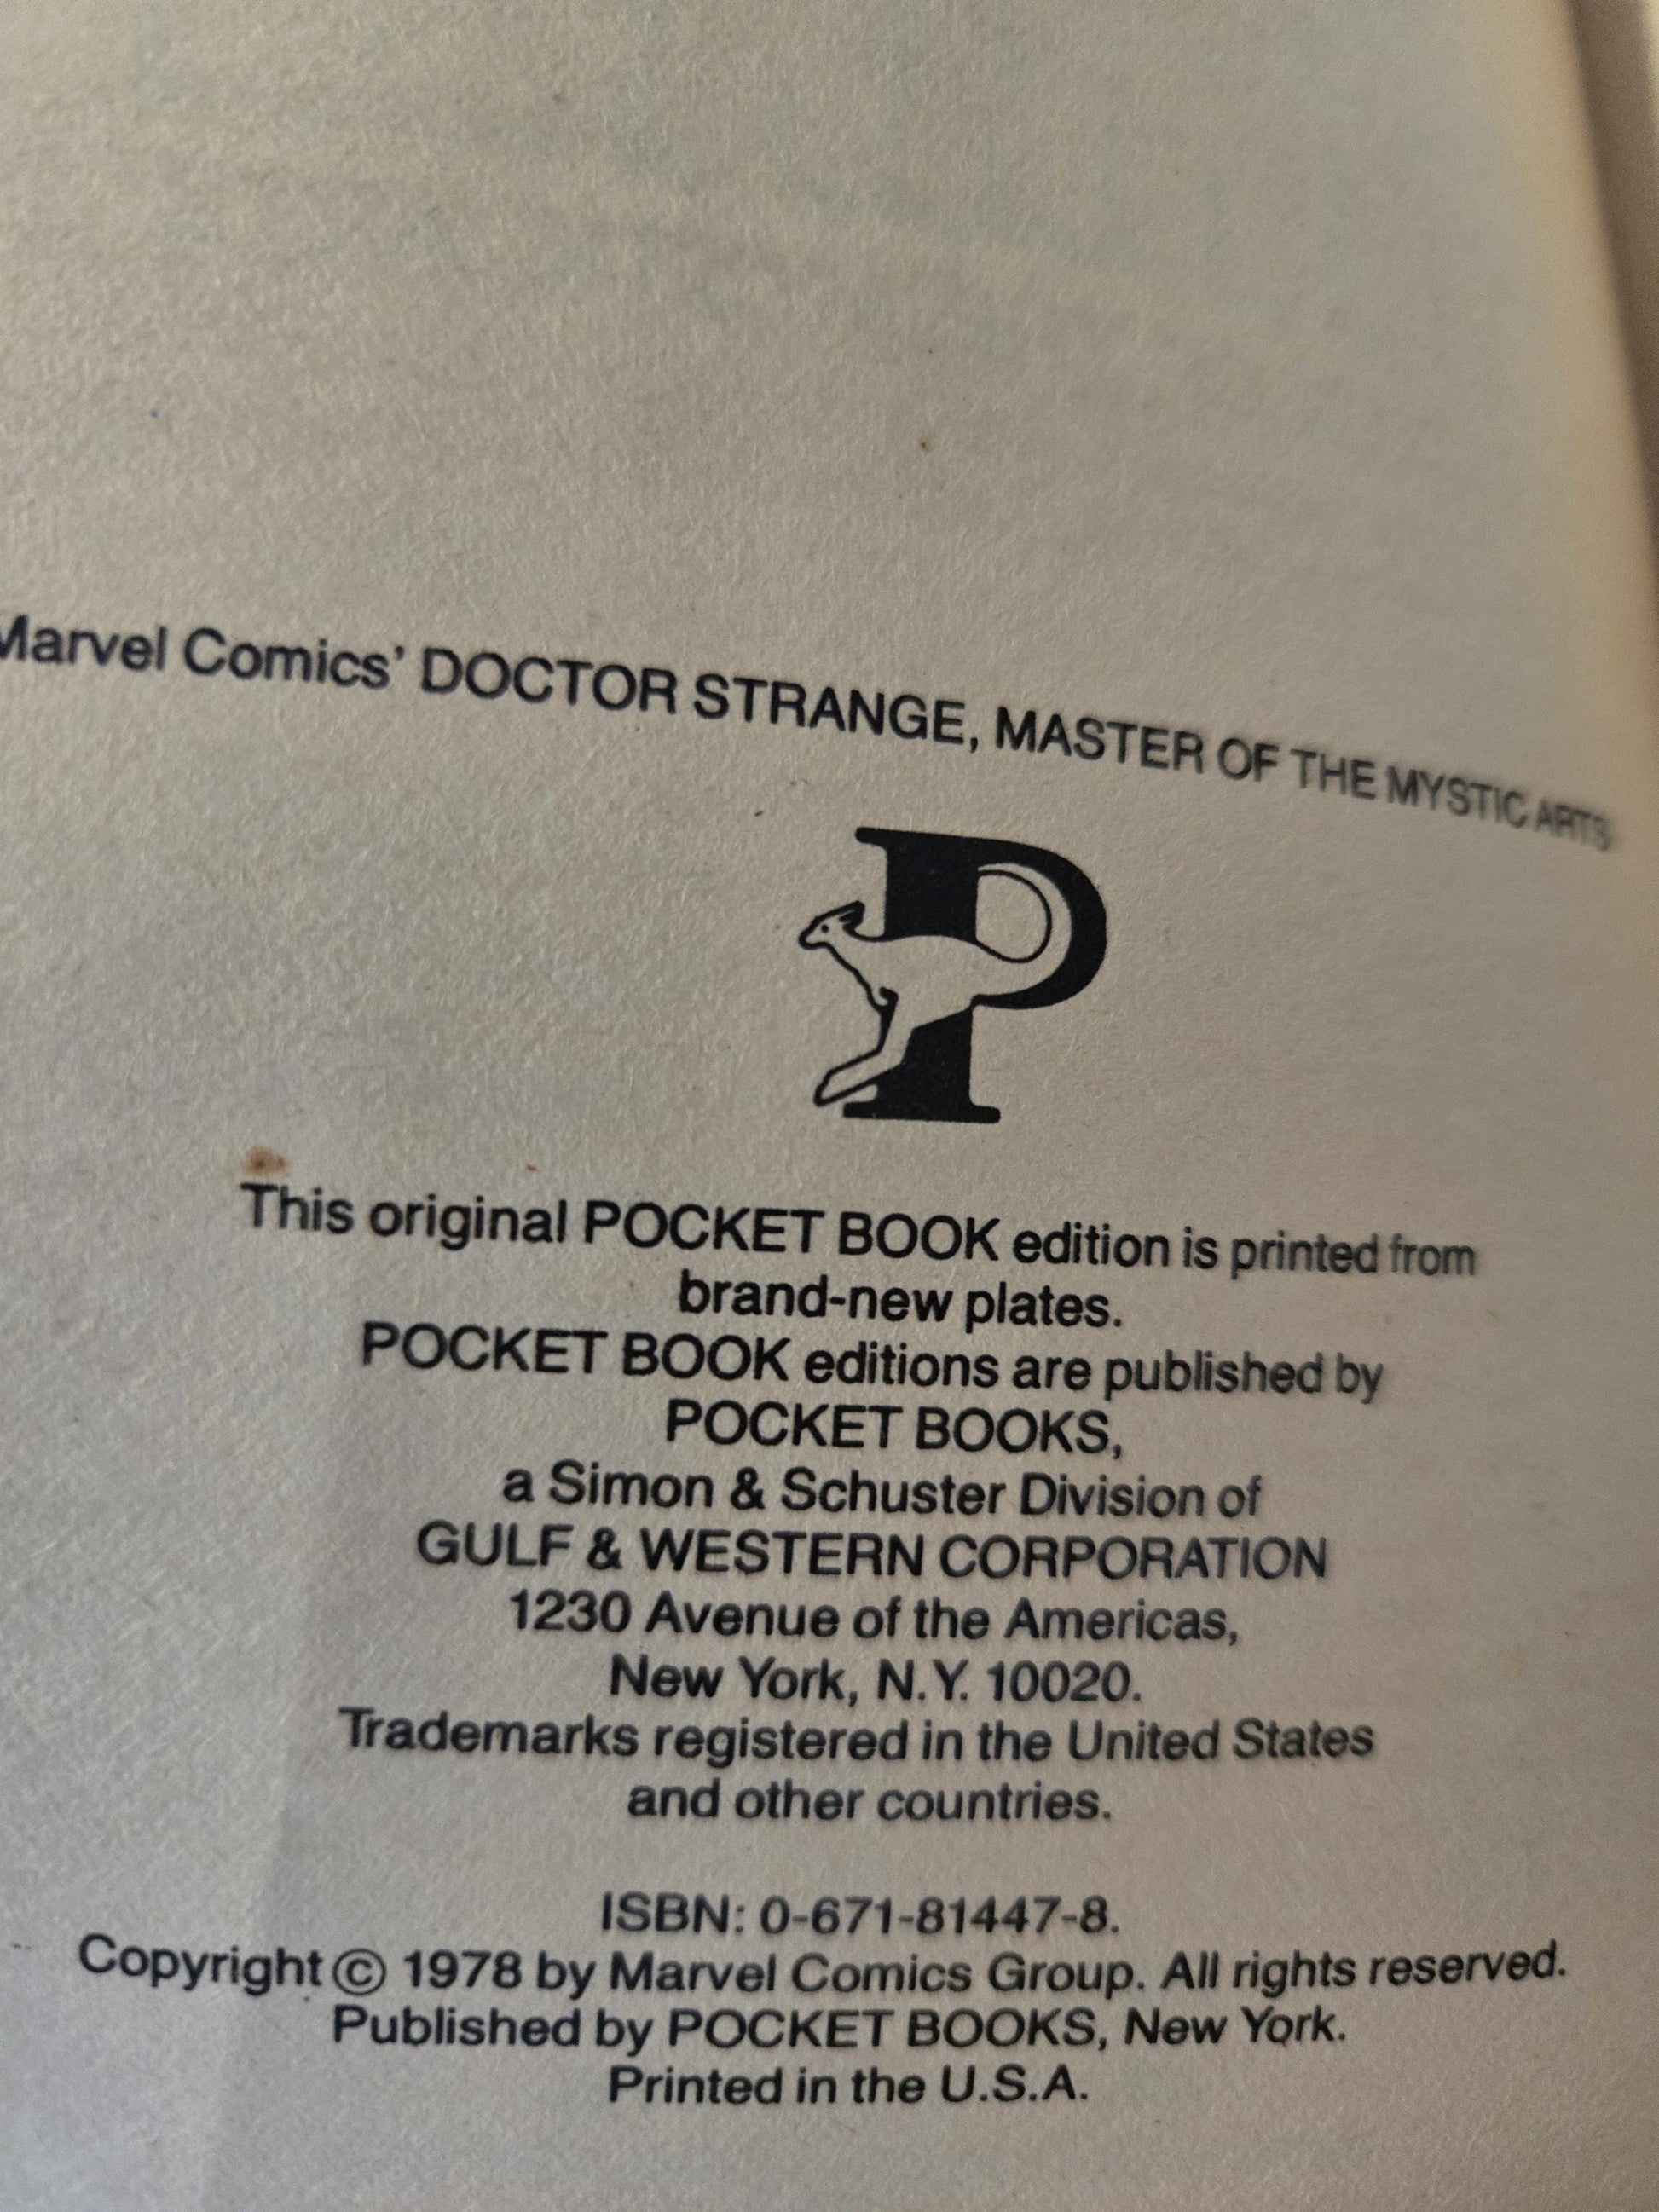 Marvel Comics' DOCTOR STRANGE, MASTER OF THE MYSTIC ARTS
P
This original POCKET BOOK edition is printed from
brand-new plates.
POCKET BOOK editions are published by
POCKET BOOKS,
a Simon & Schuster Division of
GULF & WESTERN CORPORATION
1230 Avenue of the Americas,
New York, N.Y. 10020.
Trademarks registered in the United States
and other countries.
ISBN: 0-671-81447-8.
Copyright © 1978 by Marvel Comics Group. All rights reserved.
Published by POCKET BOOKS, New York.
Printed in the U.S.A.